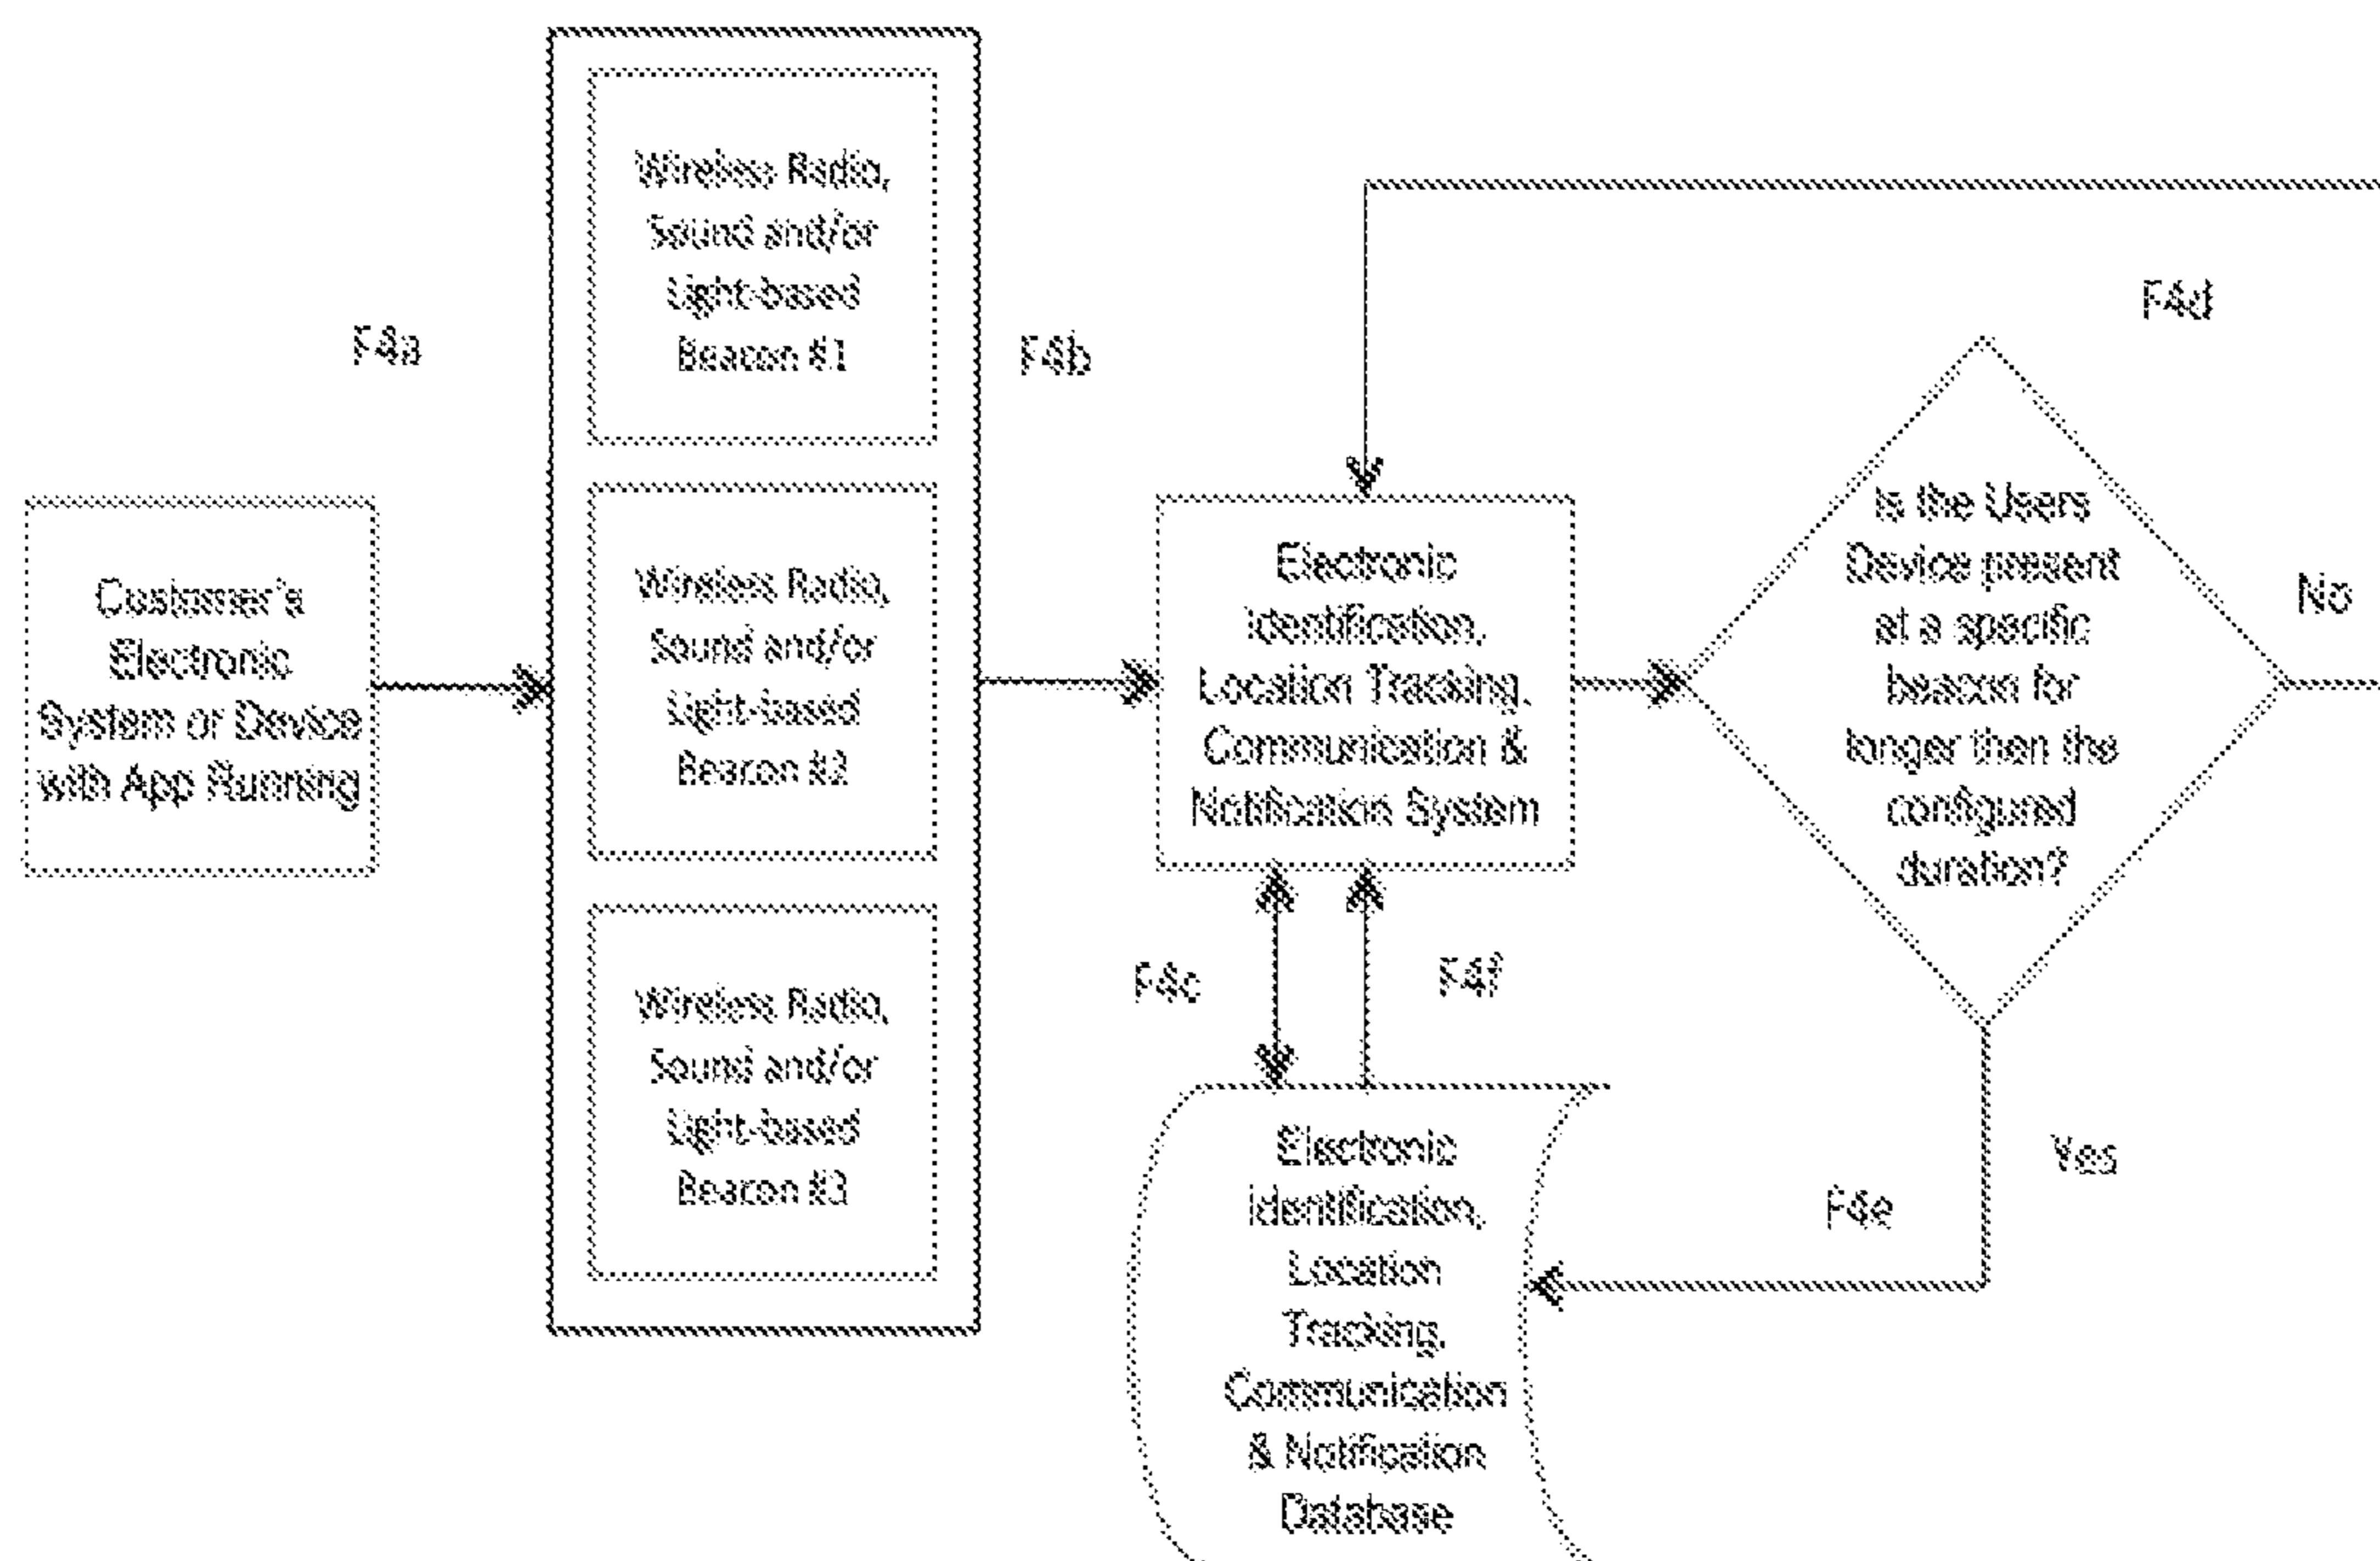 F4a
Customer's
Electronic
System or Device
with App Running
Wireless Radio,
Sound and/or
Light-based
Beacon #1
Wireless Radio,
Sound and/or
Light-based
Beacon #2
Wireless Radio,
Sound and/or
Light-based
Beacon #3
F4b
Electronic
Identification,
Location Tracking,
Communication &
Notification System
F4c
F4f
Electronic
Identification,
Location
Tracking,
Communication
& Notification
Database
F4d
Is the Users
Device present
at a specific
beacon for
longer then the
configured
duration?
No
Yes
F4e